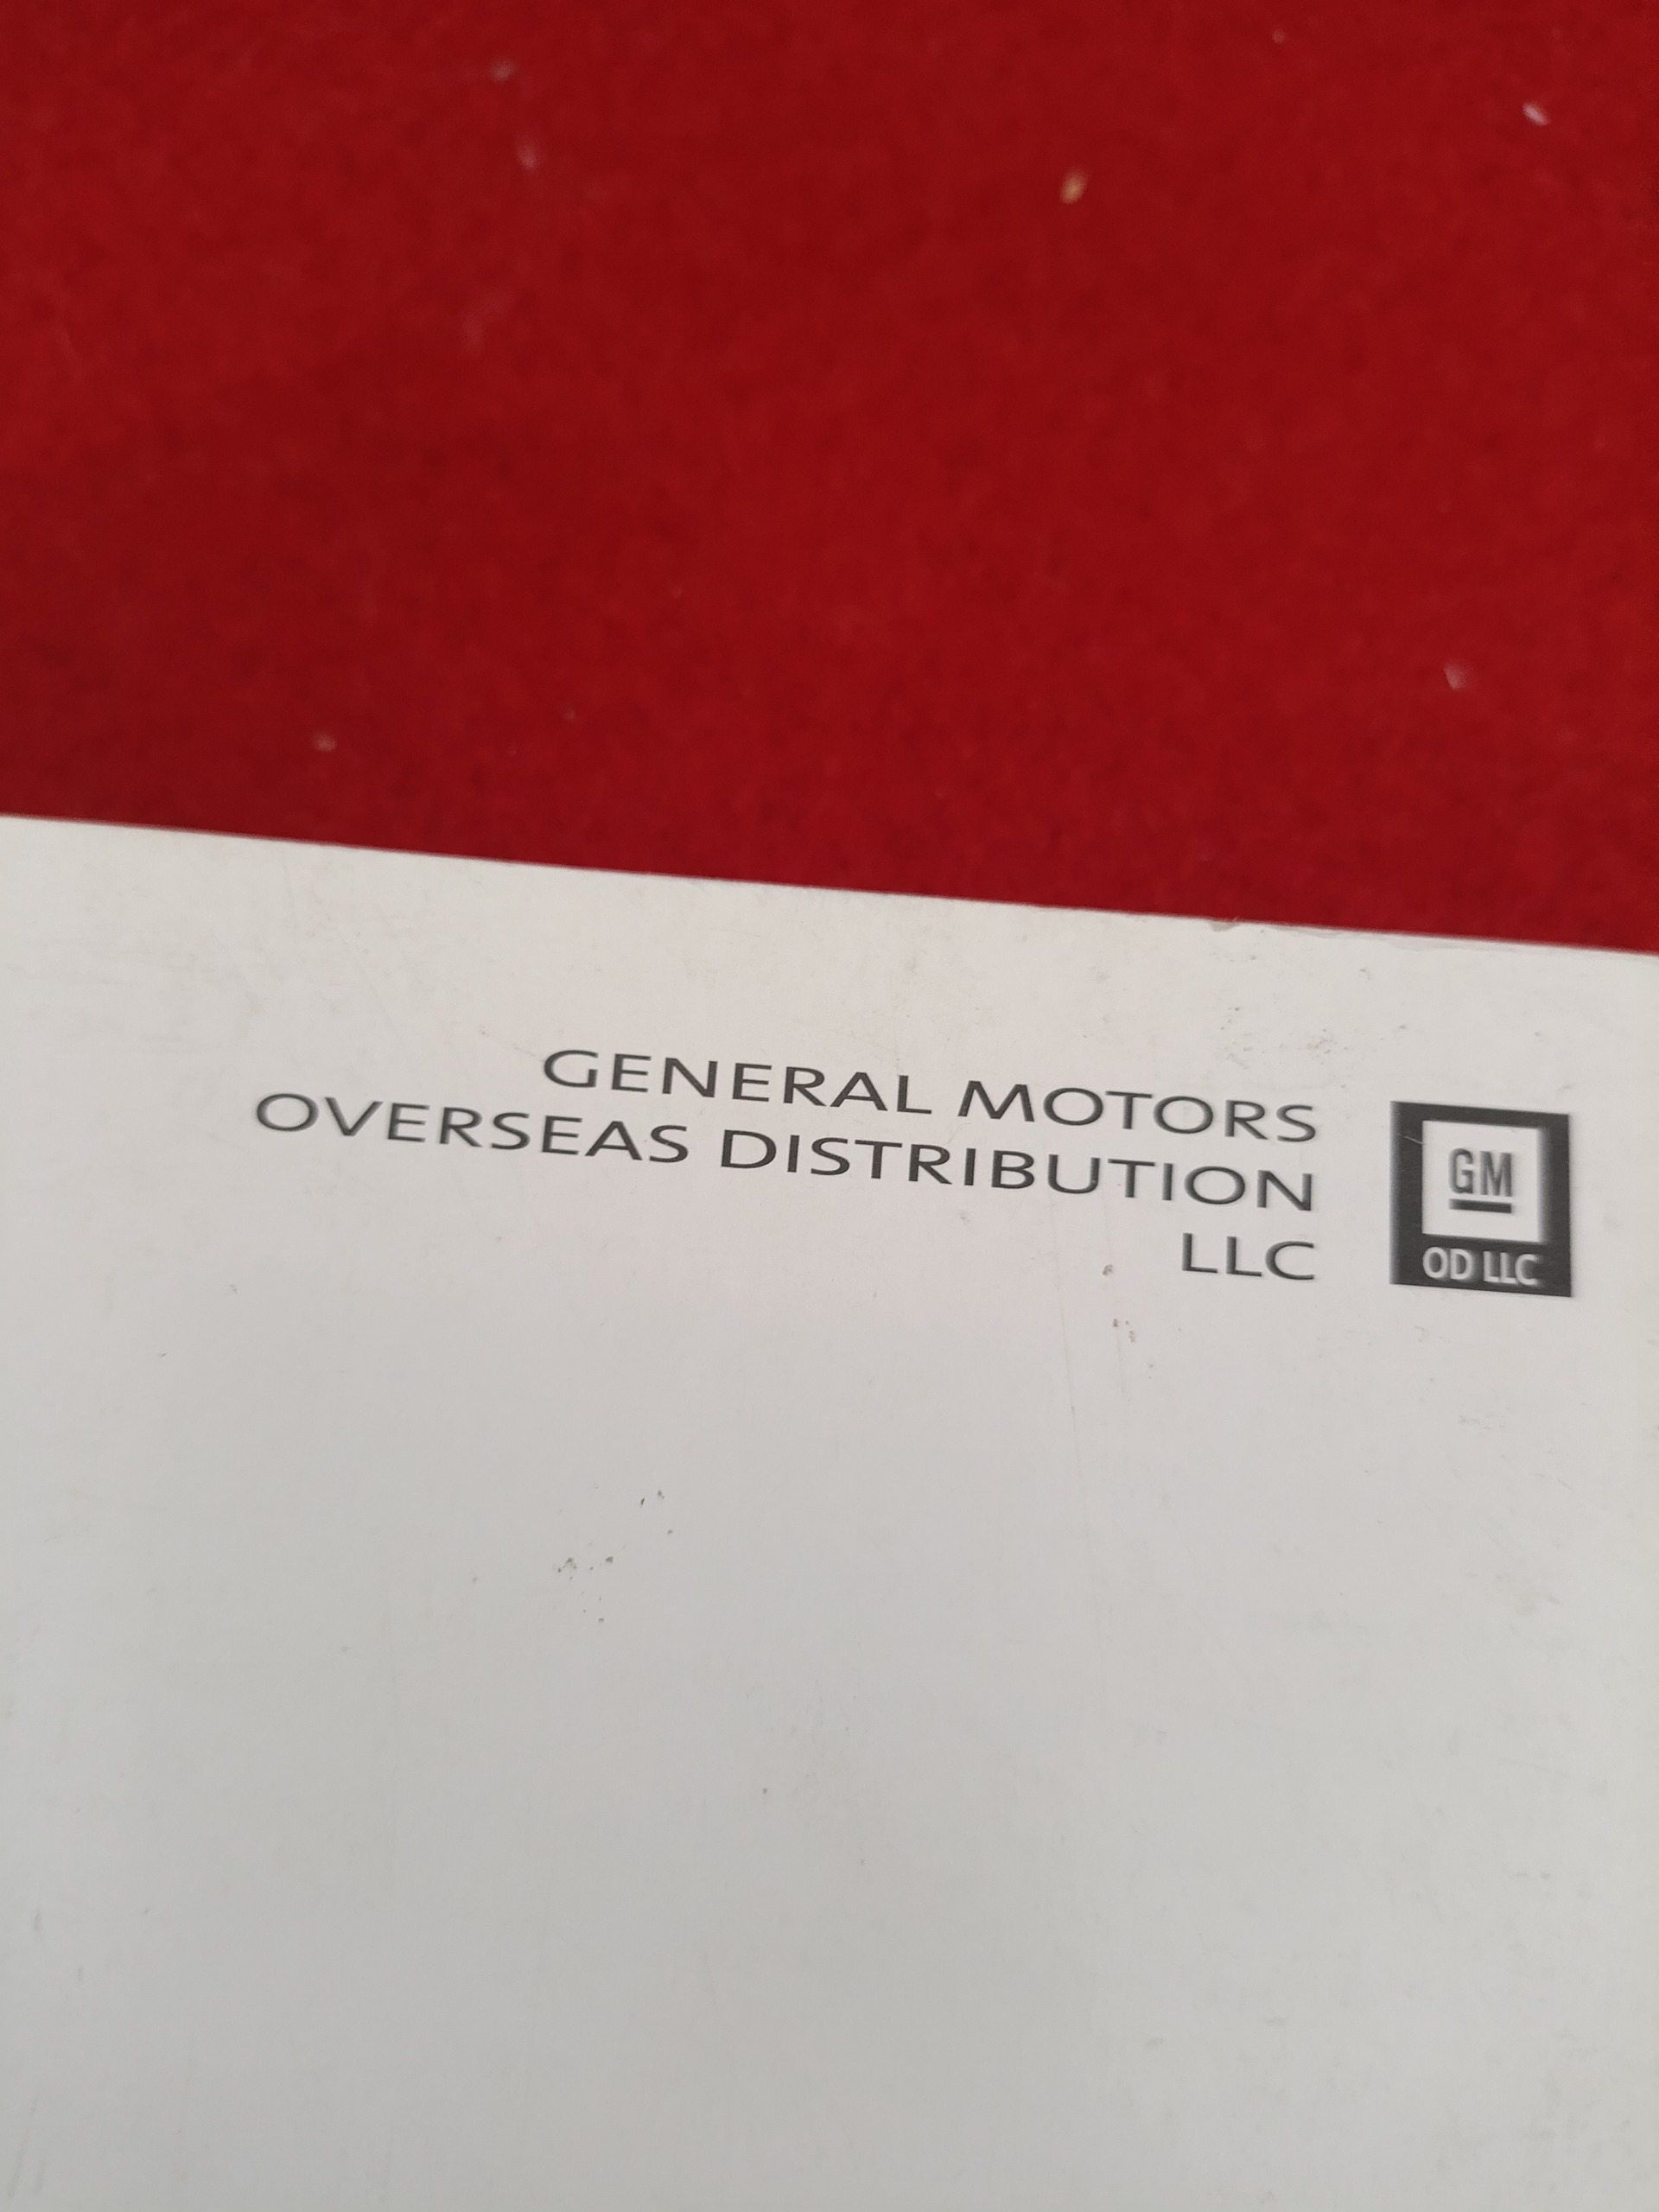 GENERAL MOTORS
OVERSEAS DISTRIBUTION
LLC
GM
OD LLC